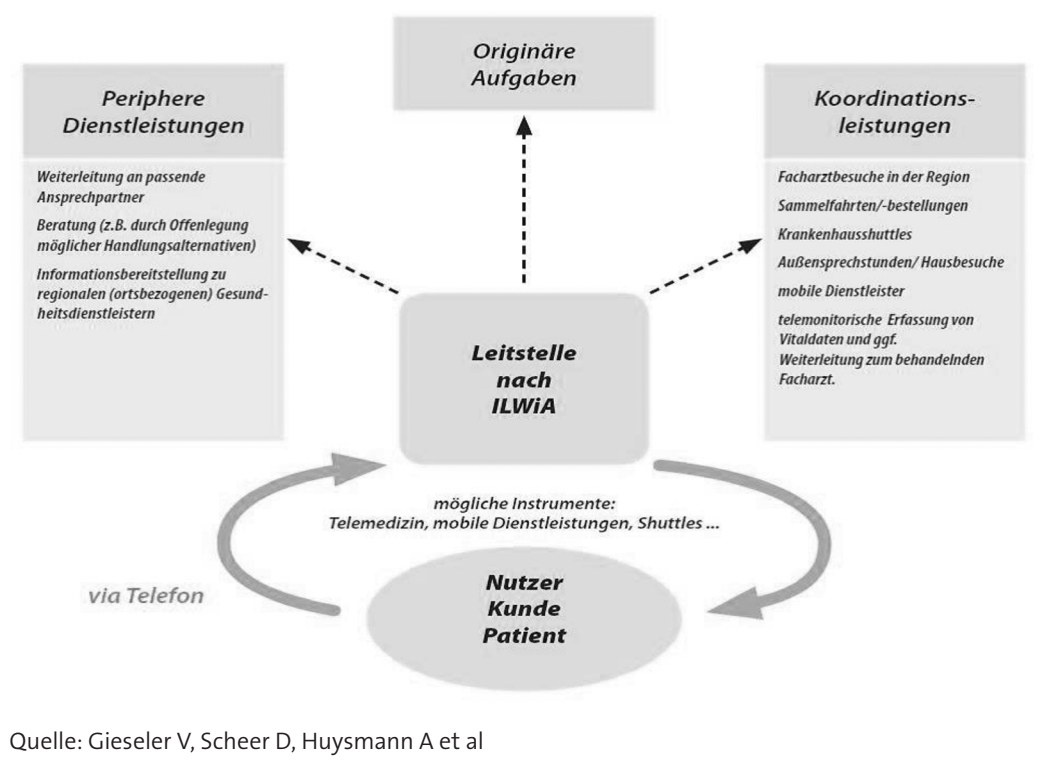 Originäre
Aufgaben
Periphere
Dienstleistungen
Weiterleitung an passende
Ansprechpartner
Beratung (z.B. durch Offenlegung
möglicher Handlungsalternativen)
Informationsbereitstellung zu
regionalen (ortsbezogenen) Gesund-
heitsdienstleistern
Koordinations-
leistungen
Facharztbesuche in der Region
Sammelfahrten/-bestellungen
Krankenhausshuttles
Außensprechstunden/ Hausbesuche
mobile Dienstleister
telemonitorische Erfassung von
Vitaldaten und ggf.
Weiterleitung zum behandelnden
Facharzt.
Leitstelle
nach
ILWiA
mögliche Instrumente:
Telemedizin, mobile Dienstleistungen, Shuttles ...
via Telefon
Nutzer
Kunde
Patient
Quelle: Gieseler V, Scheer D, Huysmann A et al